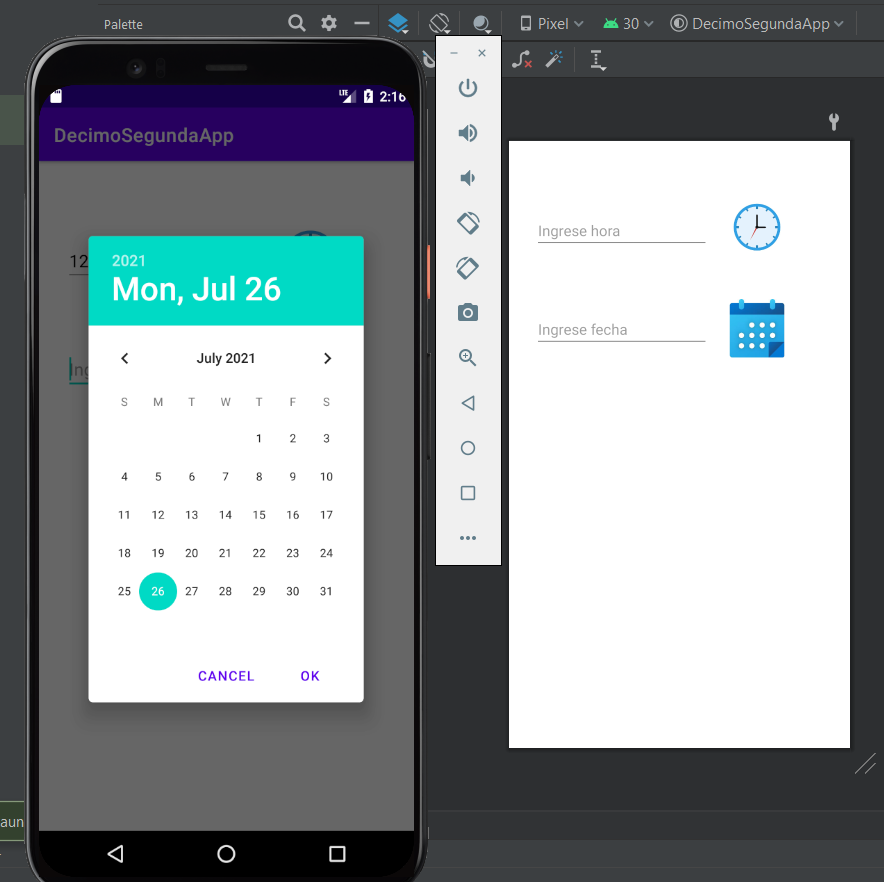 Palette
Pixel
30
DecimoSegundaApp
LTE
2:16
DecimoSegundaApp
12
2021
Mon, Jul 26
July 2021
S M T W T F S
1 2 3
4 5 6 7 8 9 10
11 12 13 14 15 16 17
18 19 20 21 22 23 24
25 26 27 28 29 30 31
CANCEL OK
Ingrese hora
Ingrese fecha
aun